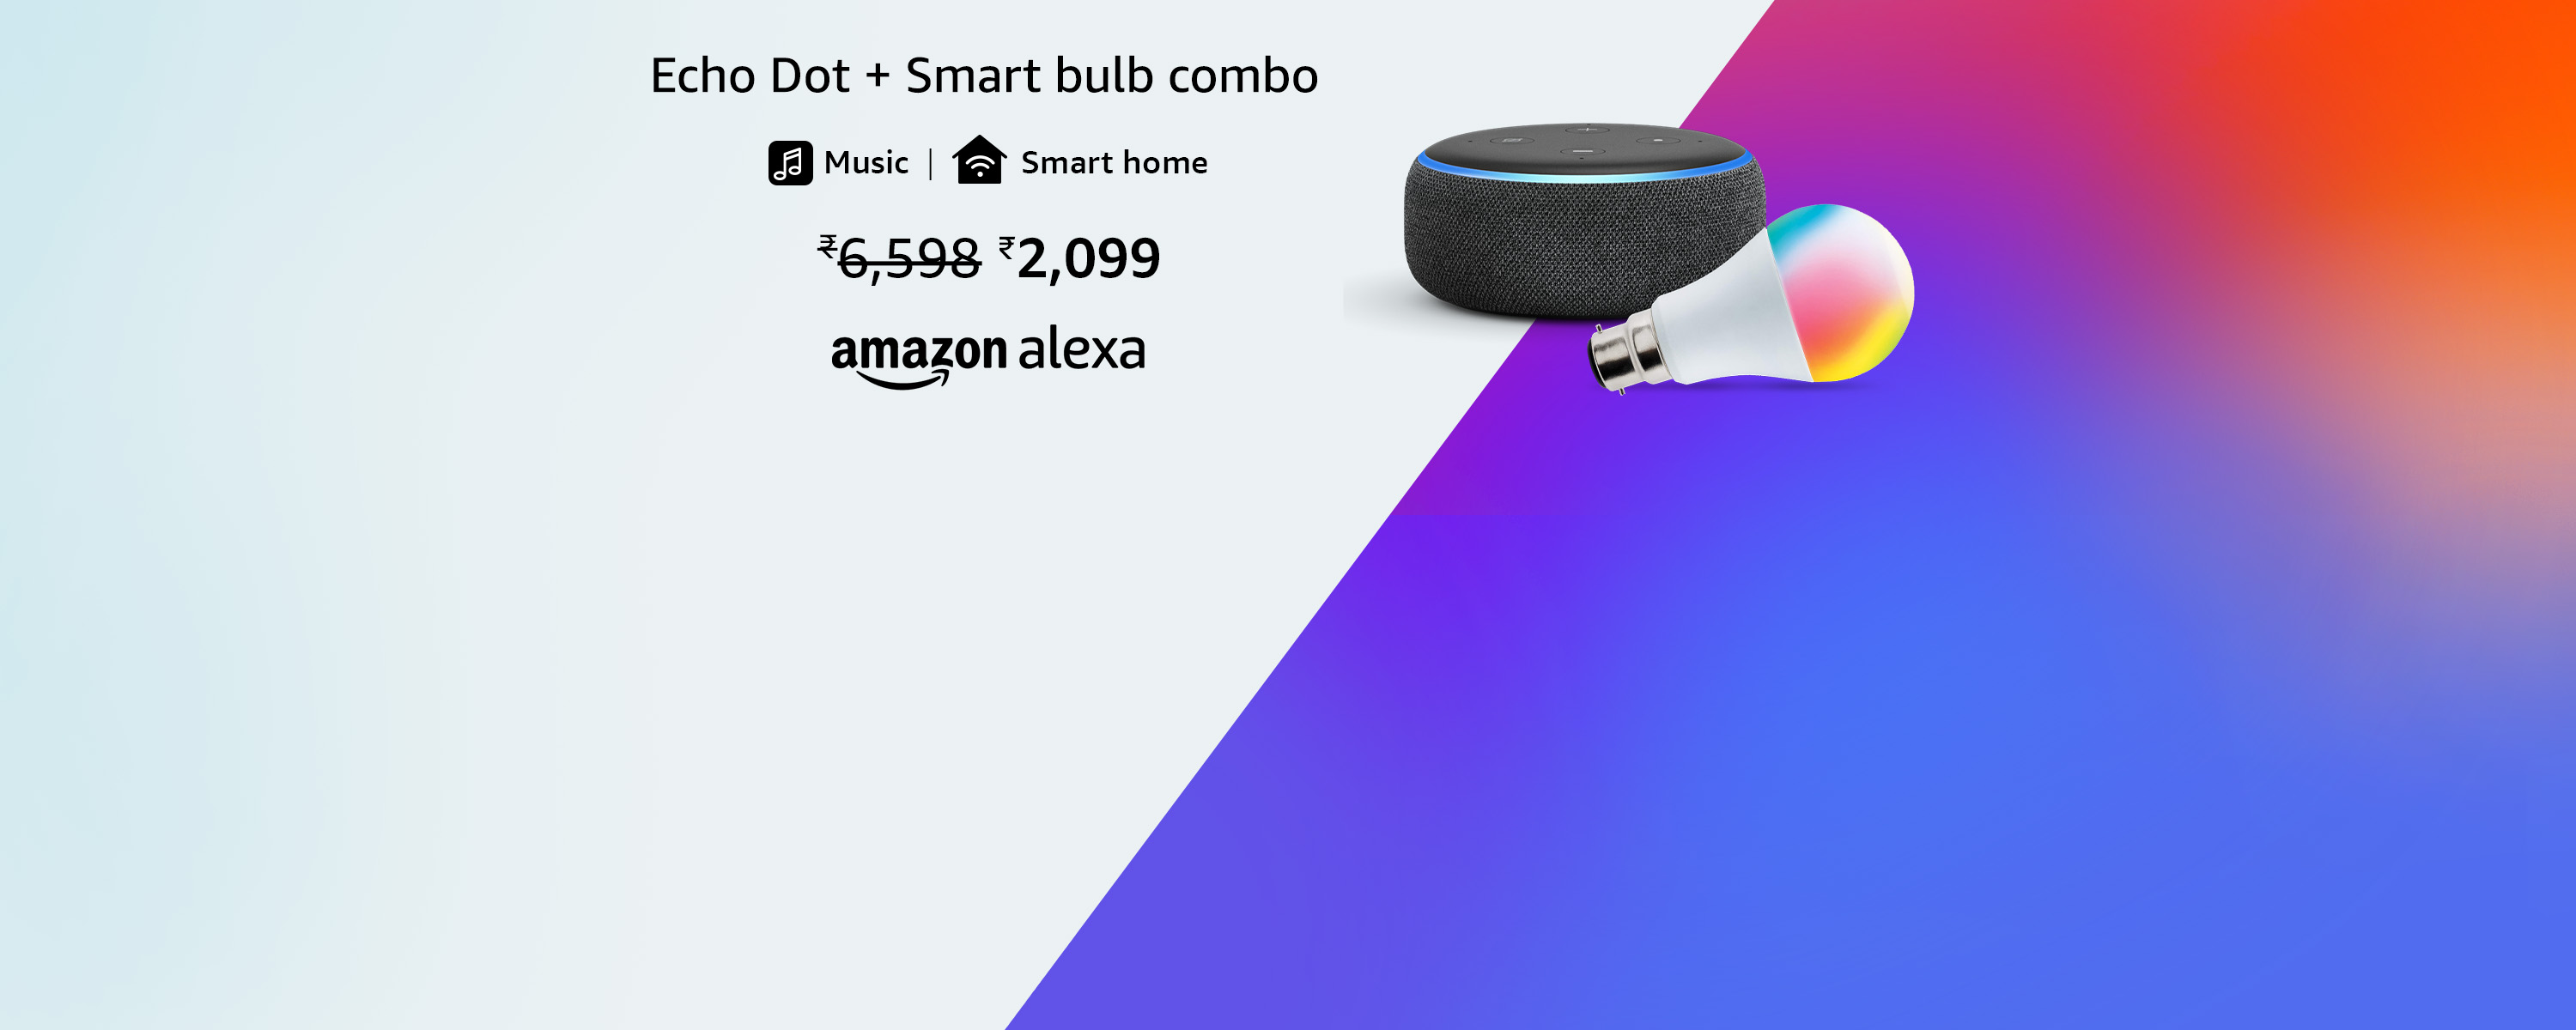 Echo Dot + Smart bulb combo
Music | Smart home
₹6,598 ₹2,099
amazon alexa